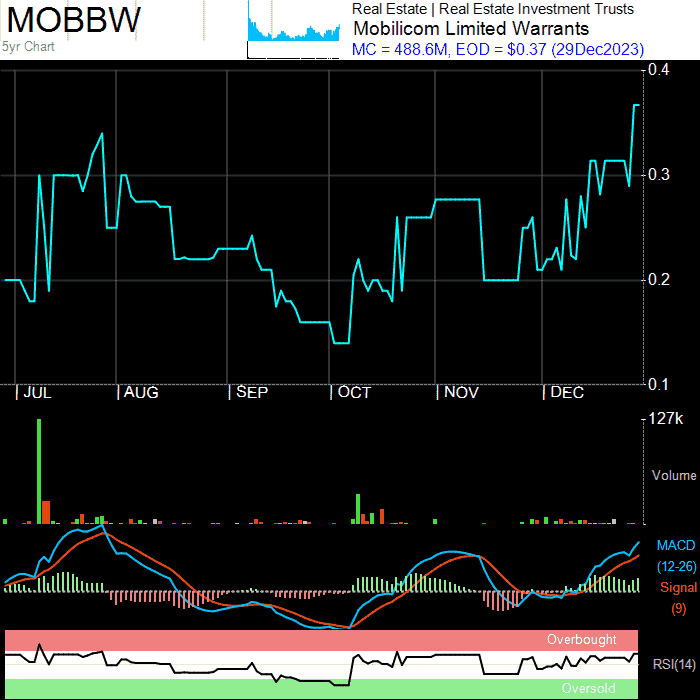 MOBBW
5yr Chart
Real Estate | Real Estate Investment Trusts
Mobilicom Limited Warrants
MC = 488.6M, EOD = $0.37 (29Dec2023)
0.4
0.3
0.2
0.1
JUL AUG SEP OCT NOV DEC
127k
Volume
MACD
(12-26)
Signal
(9)
Overbought
RSI(14)
Oversold